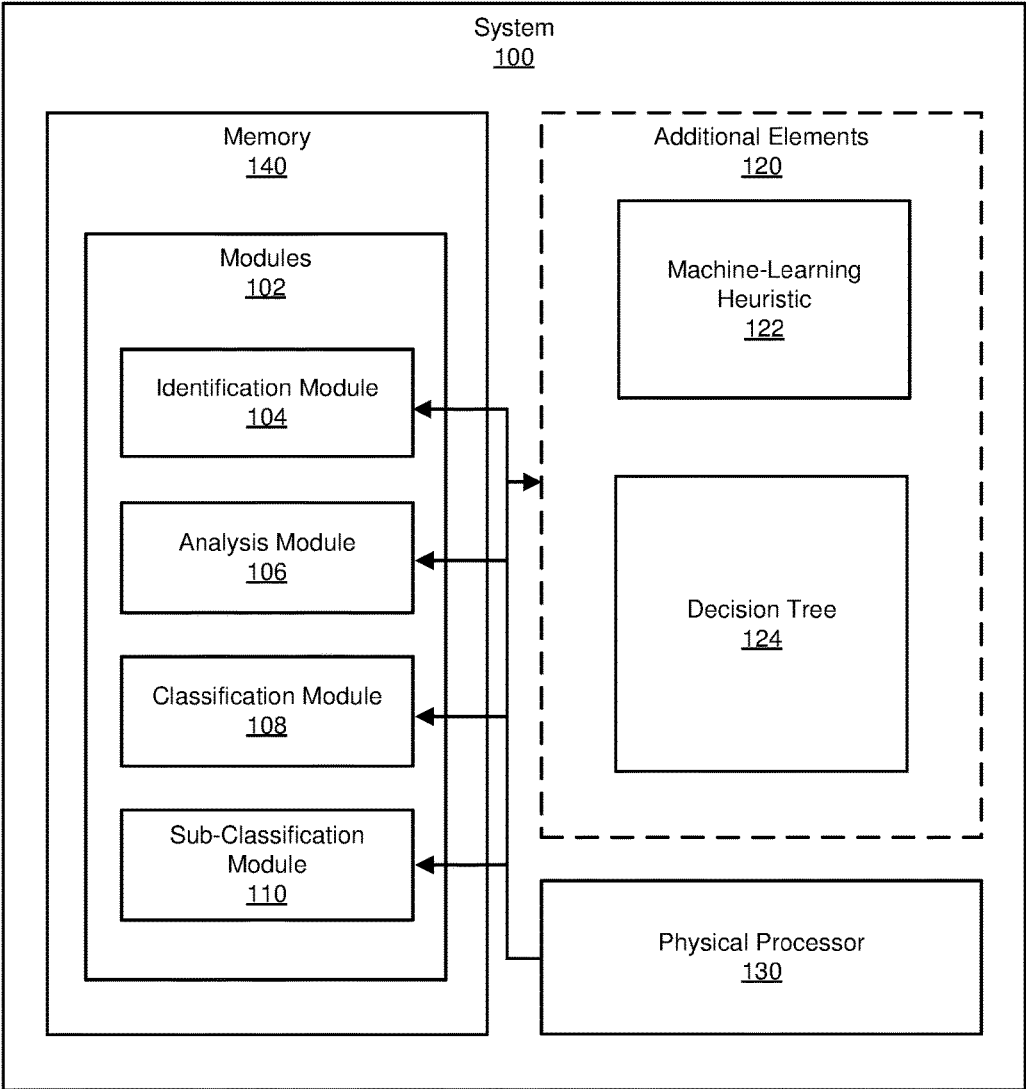 System
100
Memory
140
Modules
102
Identification Module
104
Analysis Module
106
Classification Module
108
Sub-Classification
Module
110
Additional Elements
120
Machine-Learning
Heuristic
122
Decision Tree
124
Physical Processor
130